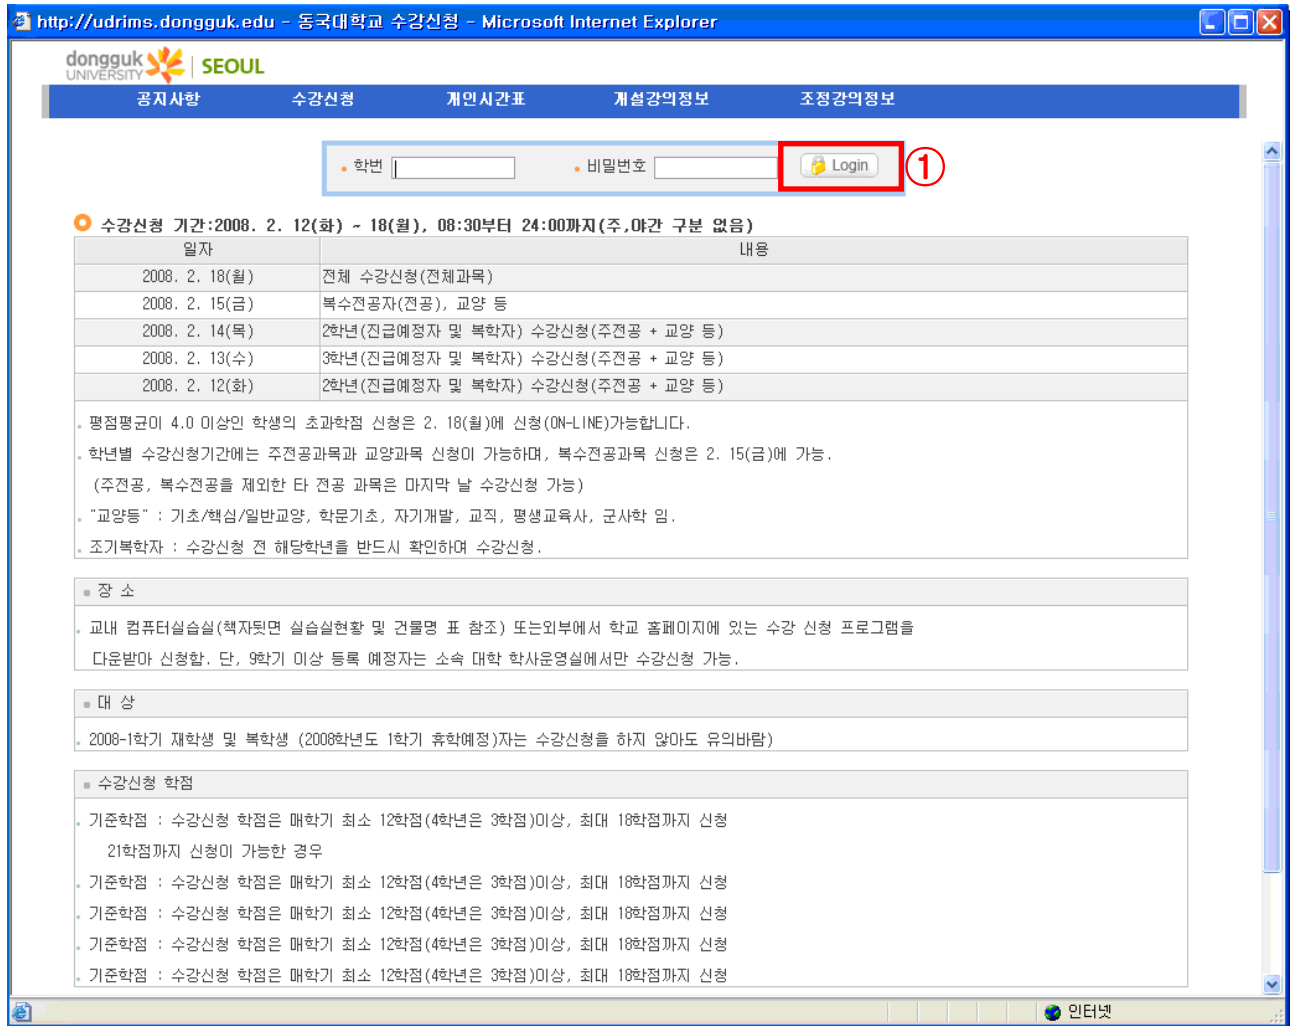 http://udrims.dongguk.edu - 동국대학교 수강신청 - Microsoft Internet Explorer
dongguk UNIVERSITY SEOUL
공지사항 수강신청 개인시간표 개설강의정보 조정강의정보
학번 비밀번호 Login ①
수강신청 기간:2008. 2. 12(화) ~ 18(월), 08:30부터 24:00까지(주,야간 구분 없음)
일자 내용
2008. 2. 18(월) 전체 수강신청(전체과목)
2008. 2. 15(금) 복수전공자(전공), 교양 등
2008. 2. 14(목) 2학년(진급예정자 및 복학자) 수강신청(주전공 + 교양 등)
2008. 2. 13(수) 3학년(진급예정자 및 복학자) 수강신청(주전공 + 교양 등)
2008. 2. 12(화) 2학년(진급예정자 및 복학자) 수강신청(주전공 + 교양 등)
. 평점평균이 4.0 이상인 학생의 초과학점 신청은 2. 18(월)에 신청(ON-LINE)가능합니다.
. 학년별 수강신청기간에는 주전공과목과 교양과목 신청이 가능하며, 복수전공과목 신청은 2. 15(금)에 가능.
(주전공, 복수전공을 제외한 타 전공 과목은 마지막 날 수강신청 가능)
. "교양등" : 기초/핵심/일반교양, 학문기초, 자기개발, 교직, 평생교육사, 군사학 임.
. 조기복학자 : 수강신청 전 해당학년을 반드시 확인하며 수강신청.
장 소
. 교내 컴퓨터실습실(책자뒷면 실습실현황 및 건물명 표 참조) 또는외부에서 학교 홈페이지에 있는 수강 신청 프로그램을
다운받아 신청함. 단, 9학기 이상 등록 예정자는 소속 대학 학사운영실에서만 수강신청 가능.
대 상
. 2008-1학기 재학생 및 복학생 (2008학년도 1학기 휴학예정)자는 수강신청을 하지 않아도 유의바람)
수강신청 학점
. 기준학점 : 수강신청 학점은 매학기 최소 12학점(4학년은 3학점)이상, 최대 18학점까지 신청
21학점까지 신청이 가능한 경우
. 기준학점 : 수강신청 학점은 매학기 최소 12학점(4학년은 3학점)이상, 최대 18학점까지 신청
. 기준학점 : 수강신청 학점은 매학기 최소 12학점(4학년은 3학점)이상, 최대 18학점까지 신청
. 기준학점 : 수강신청 학점은 매학기 최소 12학점(4학년은 3학점)이상, 최대 18학점까지 신청
. 기준학점 : 수강신청 학점은 매학기 최소 12학점(4학년은 3학점)이상, 최대 18학점까지 신청
인터넷